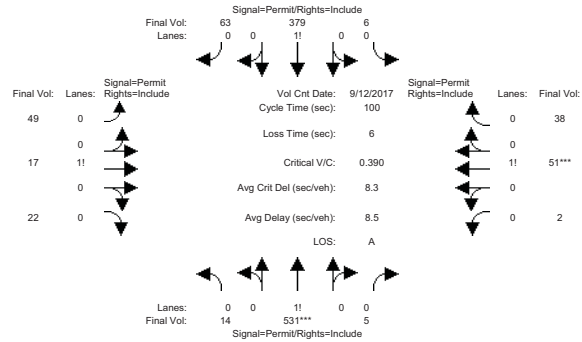 Signal=Permit/Rights=Include
Final Vol: 63 379 6
Lanes: 0 0 1! 0 0
Signal=Permit
Final Vol: Lanes: Rights=Include
Vol Cnt Date: 9/12/2017
Signal=Permit
Rights=Include Lanes: Final Vol:
Cycle Time (sec): 100
49 0
0 38
Loss Time (sec): 6
0
0
17 1!
Critical V/C: 0.390
1! 51***
0
Avg Crit Del (sec/veh): 8.3
0
22 0
Avg Delay (sec/veh): 8.5
0 2
LOS: A
Lanes: 0 0 1! 0 0
Final Vol: 14 531*** 5
Signal=Permit/Rights=Include